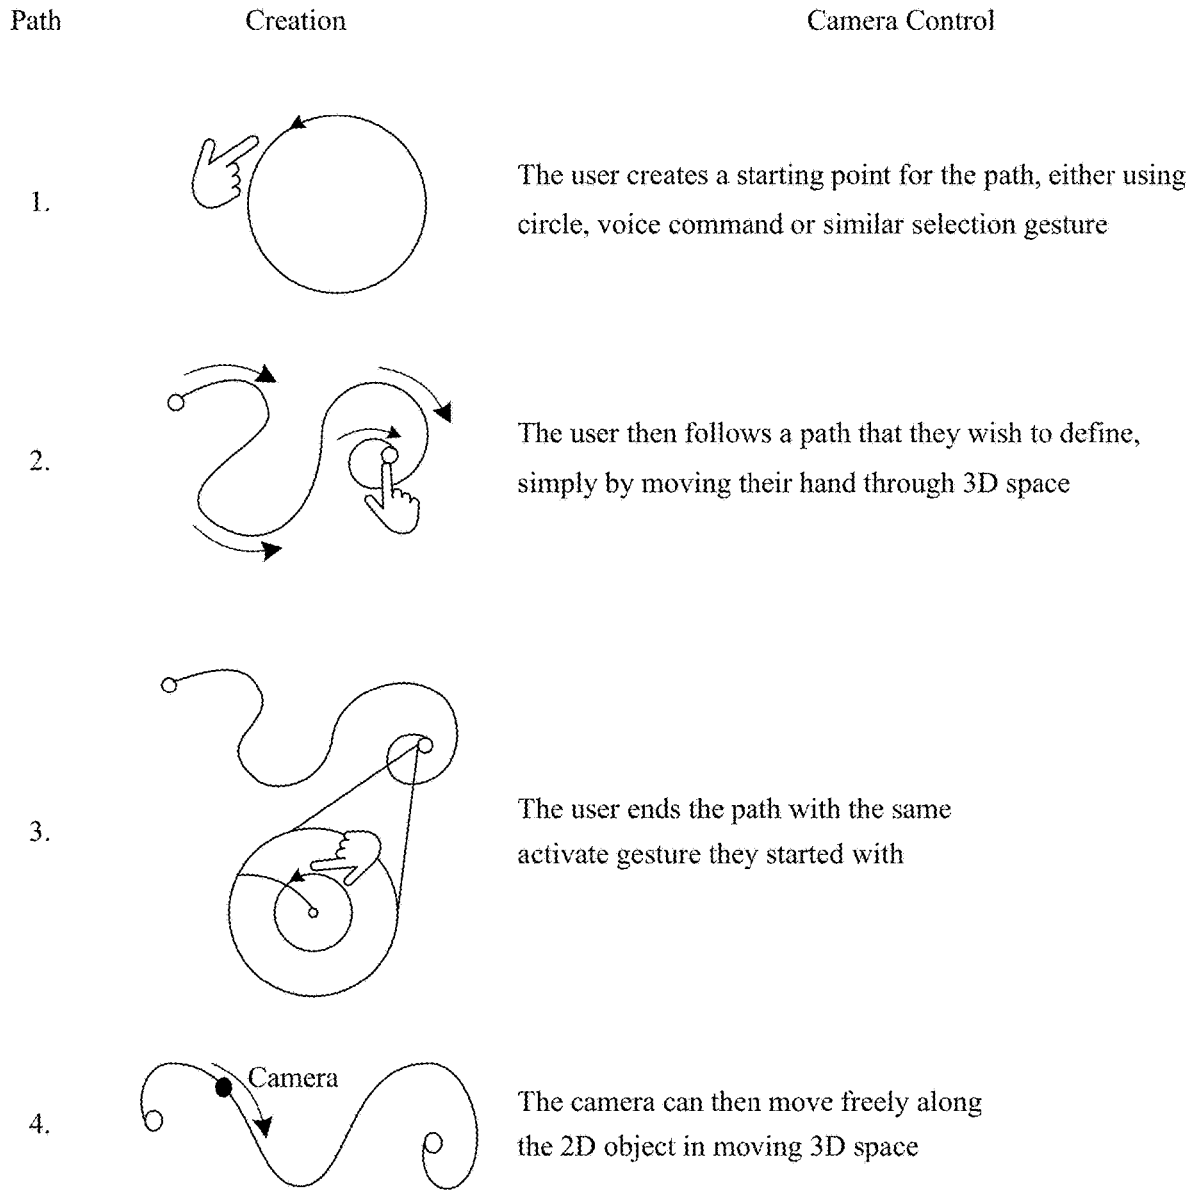 Path Creation Camera Control
1.
The user creates a starting point for the path, either using
circle, voice command or similar selection gesture
2.
The user then follows a path that they wish to define,
simply by moving their hand through 3D space
3.
The user ends the path with the same
activate gesture they started with
4.
Camera
The camera can then move freely along
the 2D object in moving 3D space